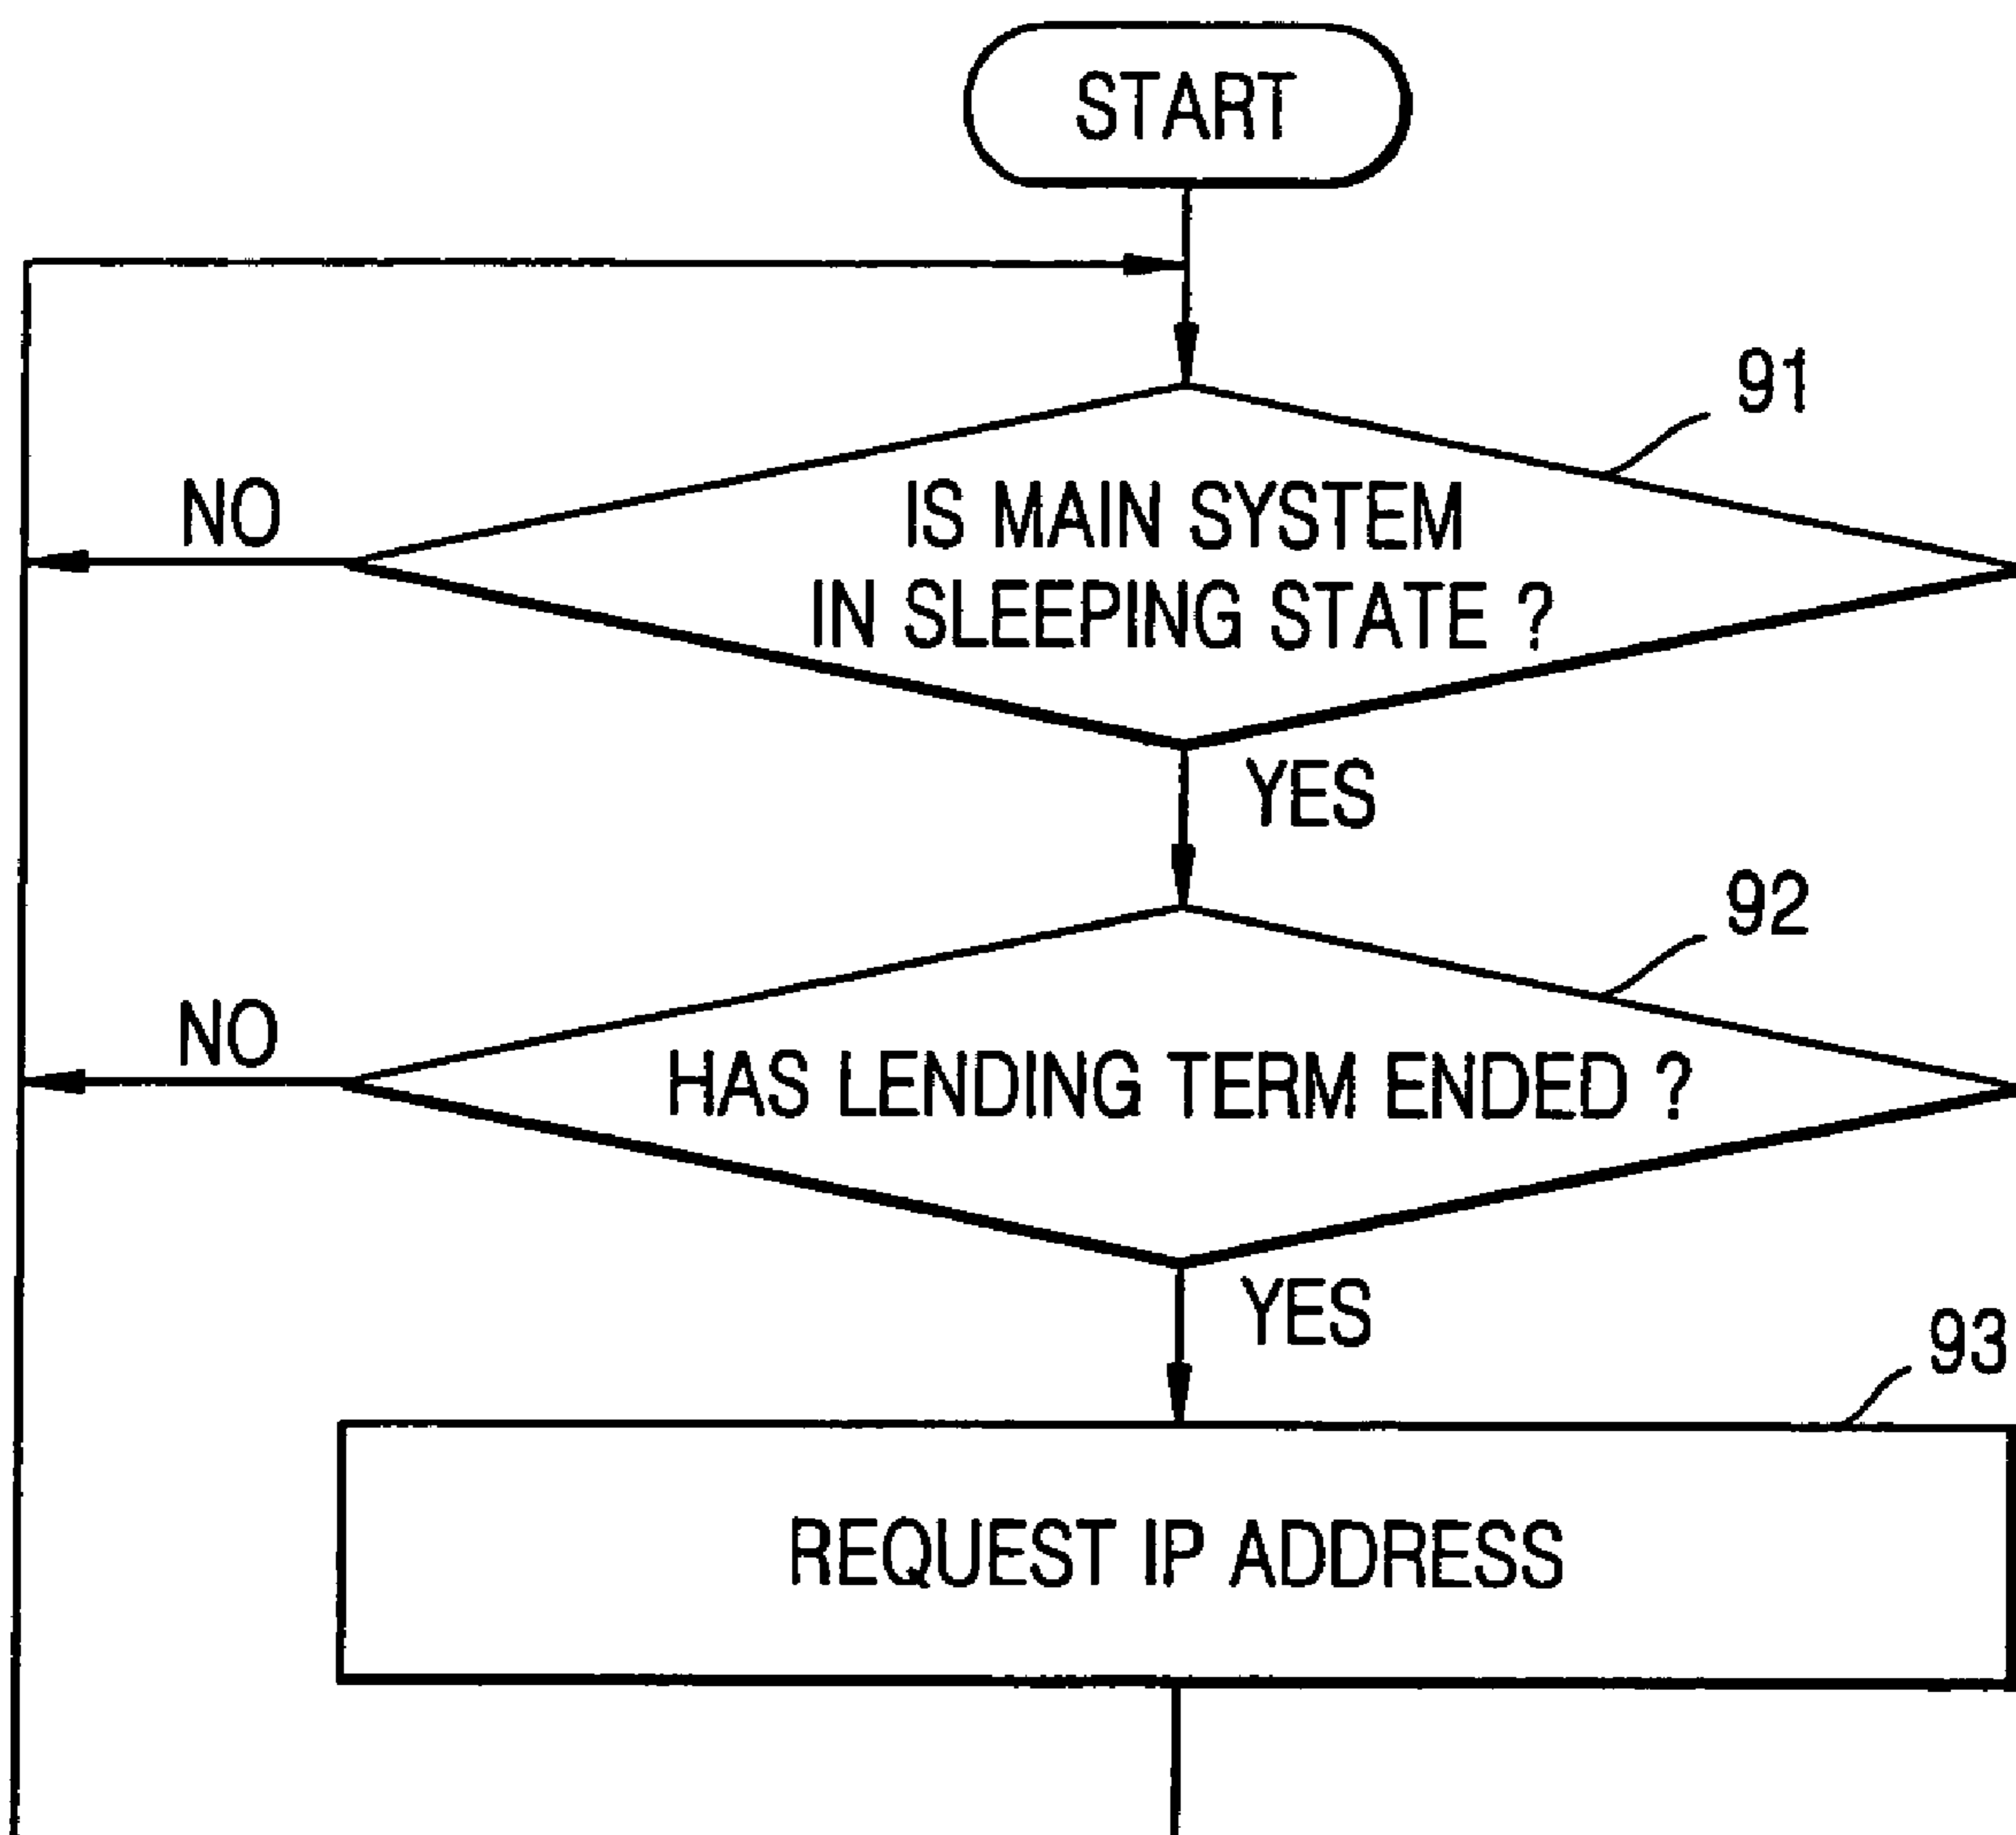 START
91
IS MAIN SYSTEM
IN SLEEPING STATE ?
NO
YES
92
HAS LENDING TERM ENDED ?
NO
YES
93
REQUEST IP ADDRESS